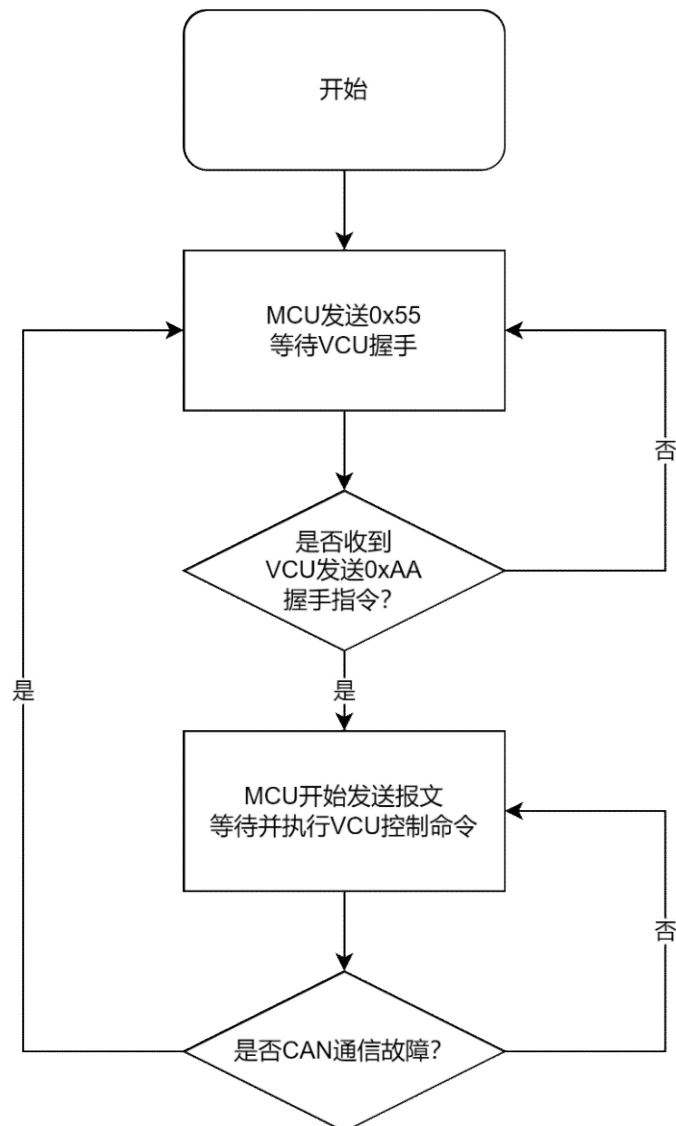 开始
MCU发送0x55
等待VCU握手
否
是否收到
VCU发送0xAA
握手指令?
是
是
MCU开始发送报文
等待并执行VCU控制命令
否
是否CAN通信故障?